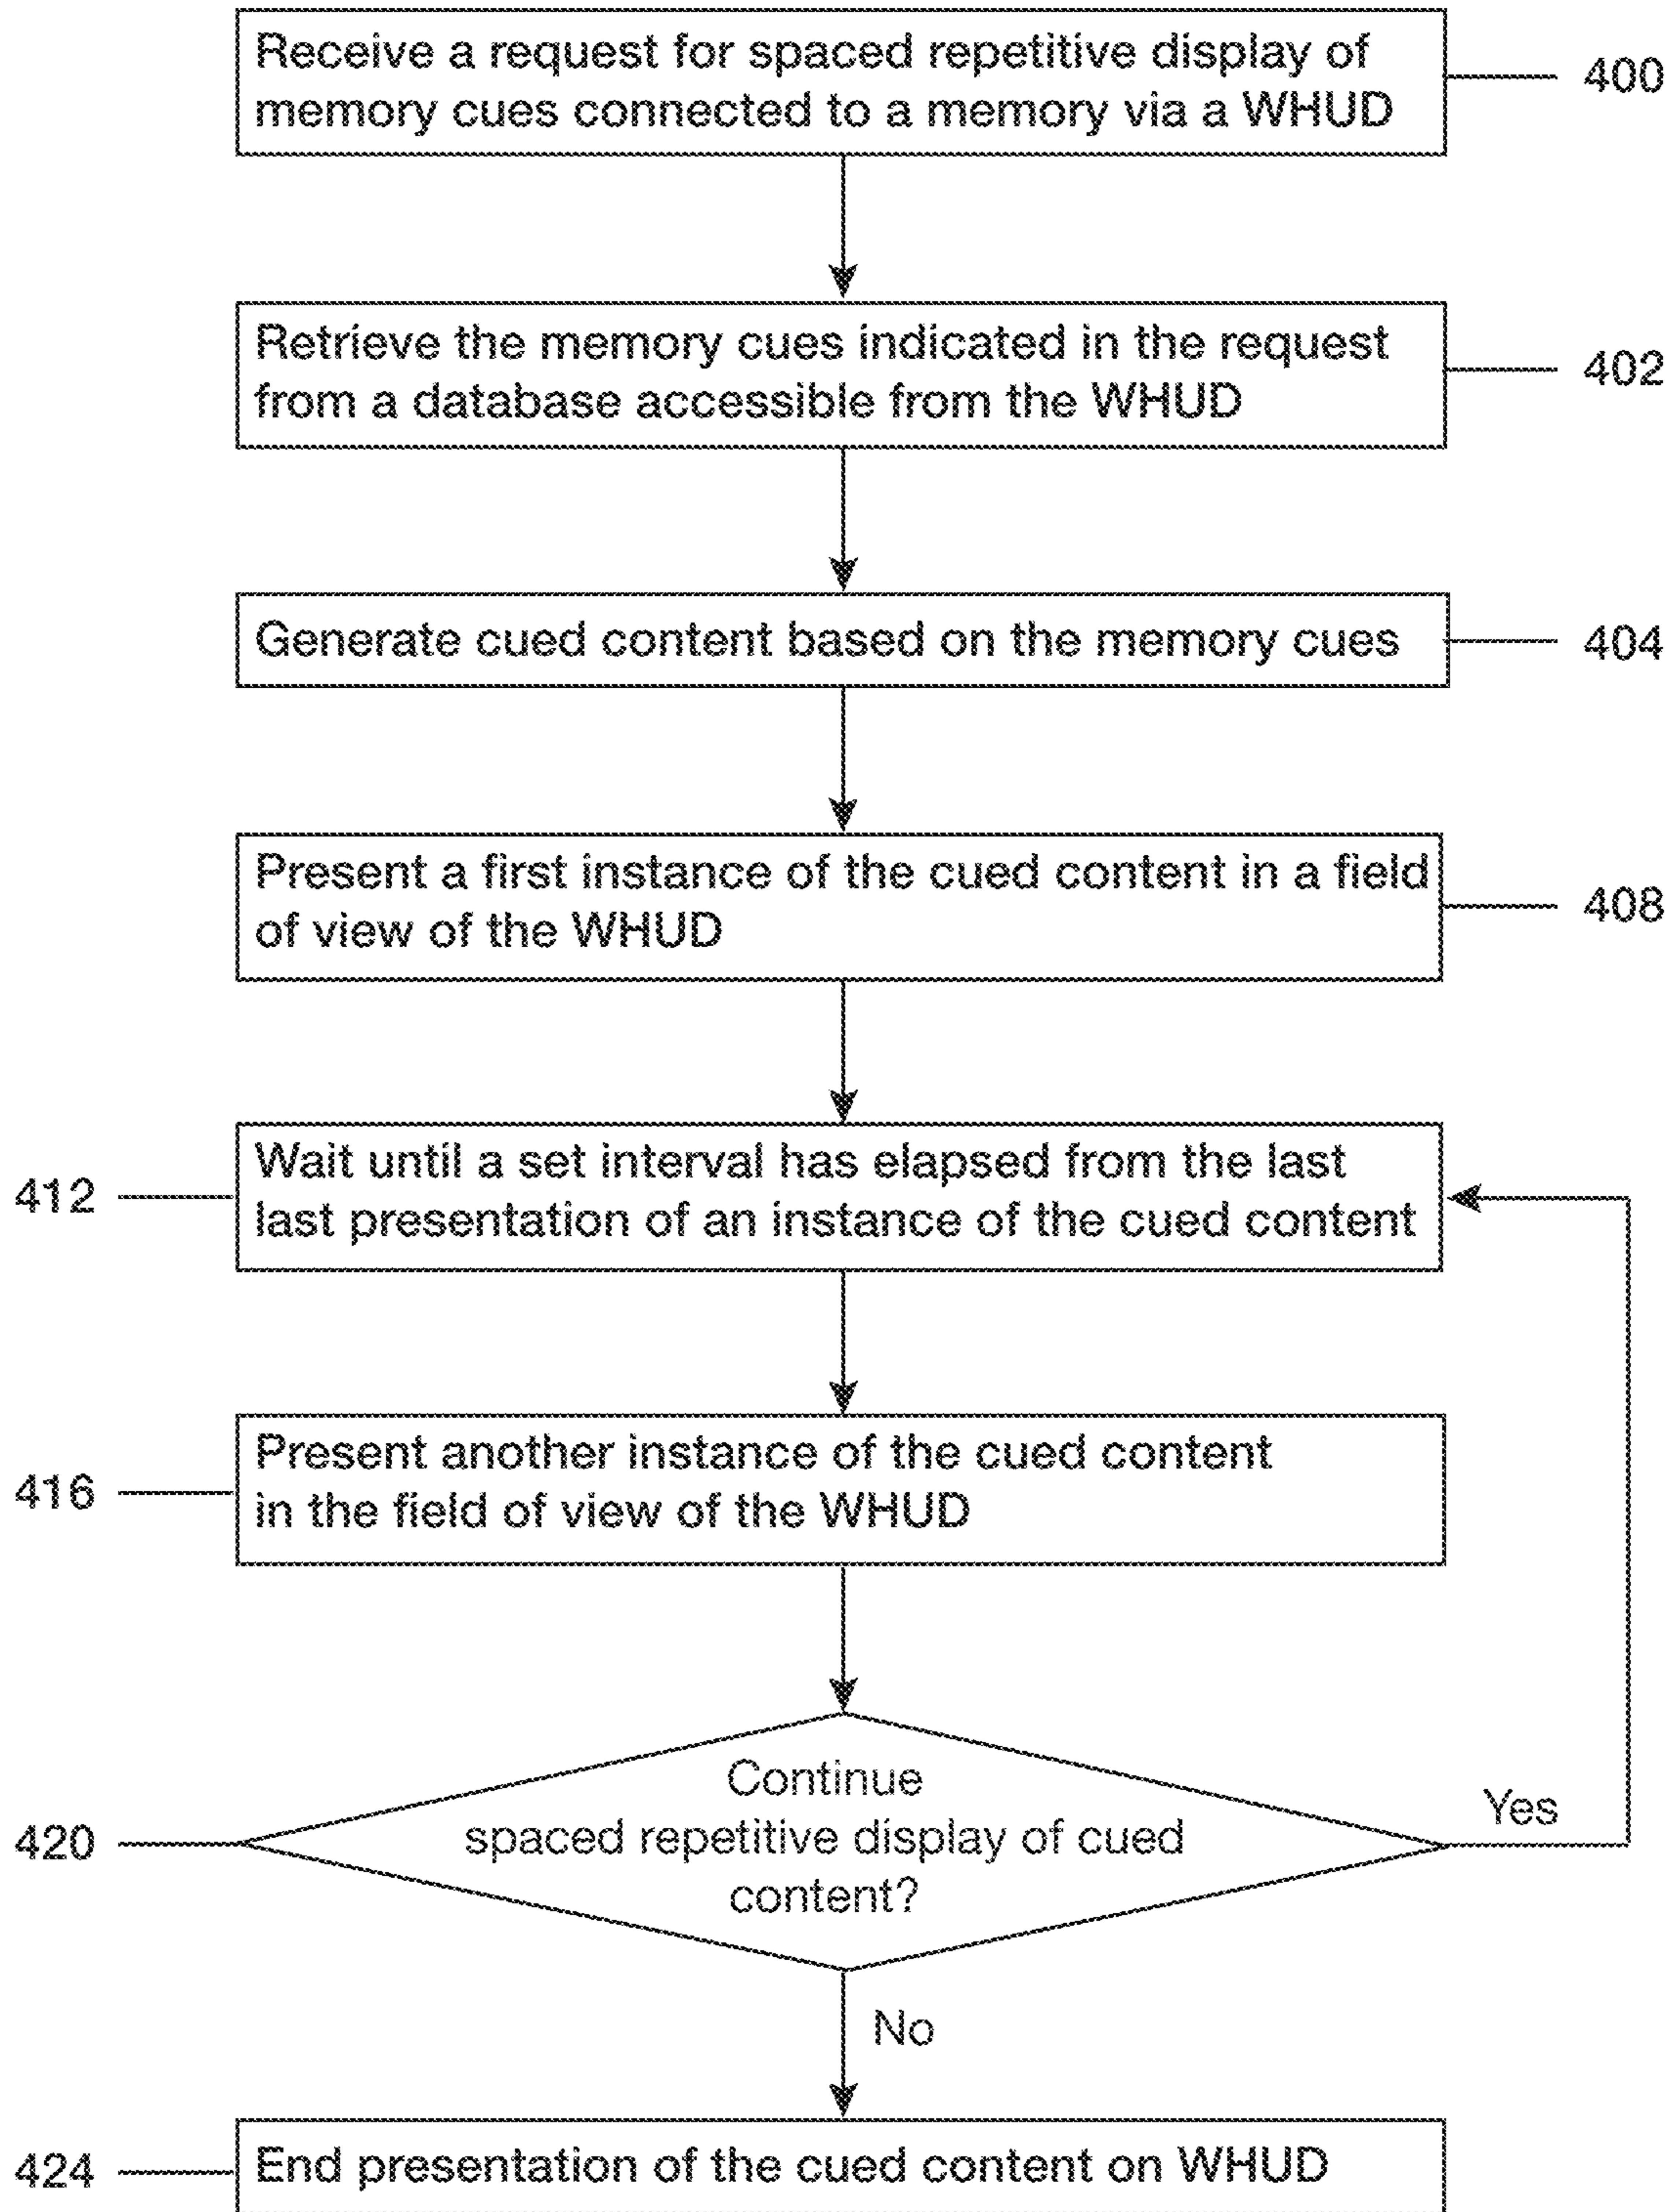 Receive a request for spaced repetitive display of
memory cues connected to a memory via a WHUD
400
Retrieve the memory cues indicated in the request
from a database accessible from the WHUD
402
Generate cued content based on the memory cues
404
Present a first instance of the cued content in a field
of view of the WHUD
408
412
Wait until a set interval has elapsed from the last
last presentation of an instance of the cued content
416
Present another instance of the cued content
in the field of view of the WHUD
420
Continue
spaced repetitive display of cued
content?
Yes
No
424
End presentation of the cued content on WHUD